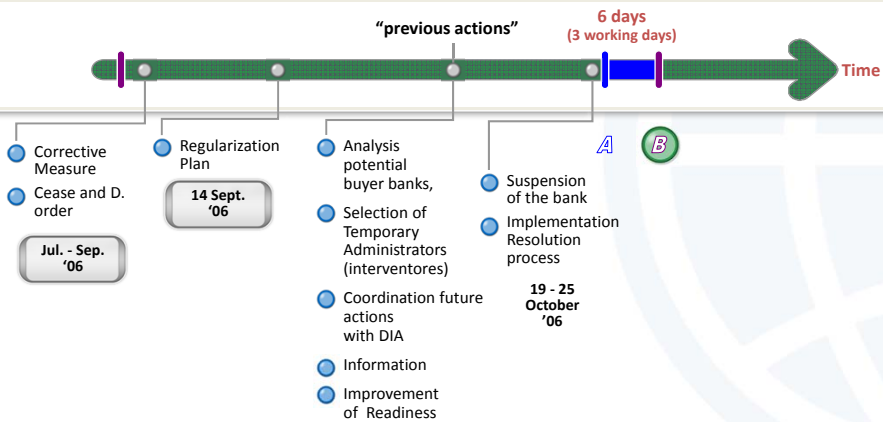 “previous actions”
6 days
(3 working days)
Time
Corrective
Measure
Cease and D.
order
Jul. - Sep.
‘06
Regularization
Plan
14 Sept.
‘06
Analysis
potential
buyer banks,
Selection of
Temporary
Administrators
(interventores)
Coordination future
actions
with DIA
Information
Improvement
of Readiness
Suspension
of the bank
Implementation
Resolution
process
19 - 25
October
’06
A
B